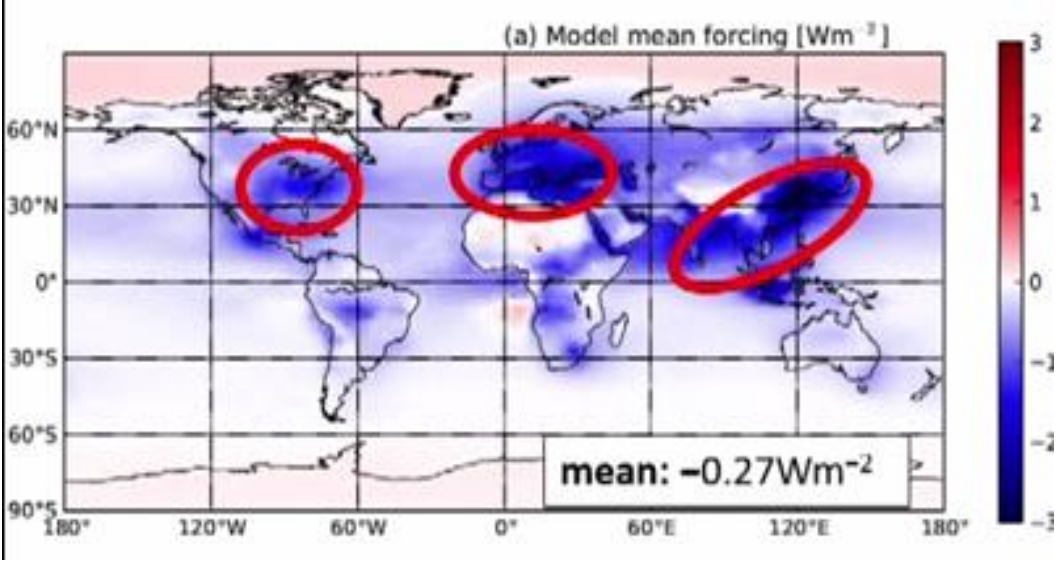 (a) Model mean forcing [Wm⁻²]
3
2
1
0
−1
−2
−3
60°N
30°N
0°
30°S
60°S
90°S
mean: −0.27Wm⁻²
180° 120°W 60°W 0° 60°E 120°E 180°